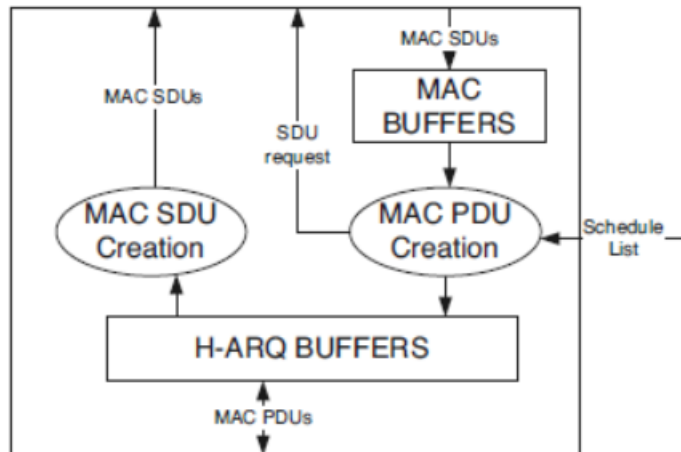 MAC SDUs
MAC
BUFFERS
MAC SDUs
SDU
request
MAC SDU
Creation
MAC PDU
Creation
Schedule
List
H-ARQ BUFFERS
MAC PDUs